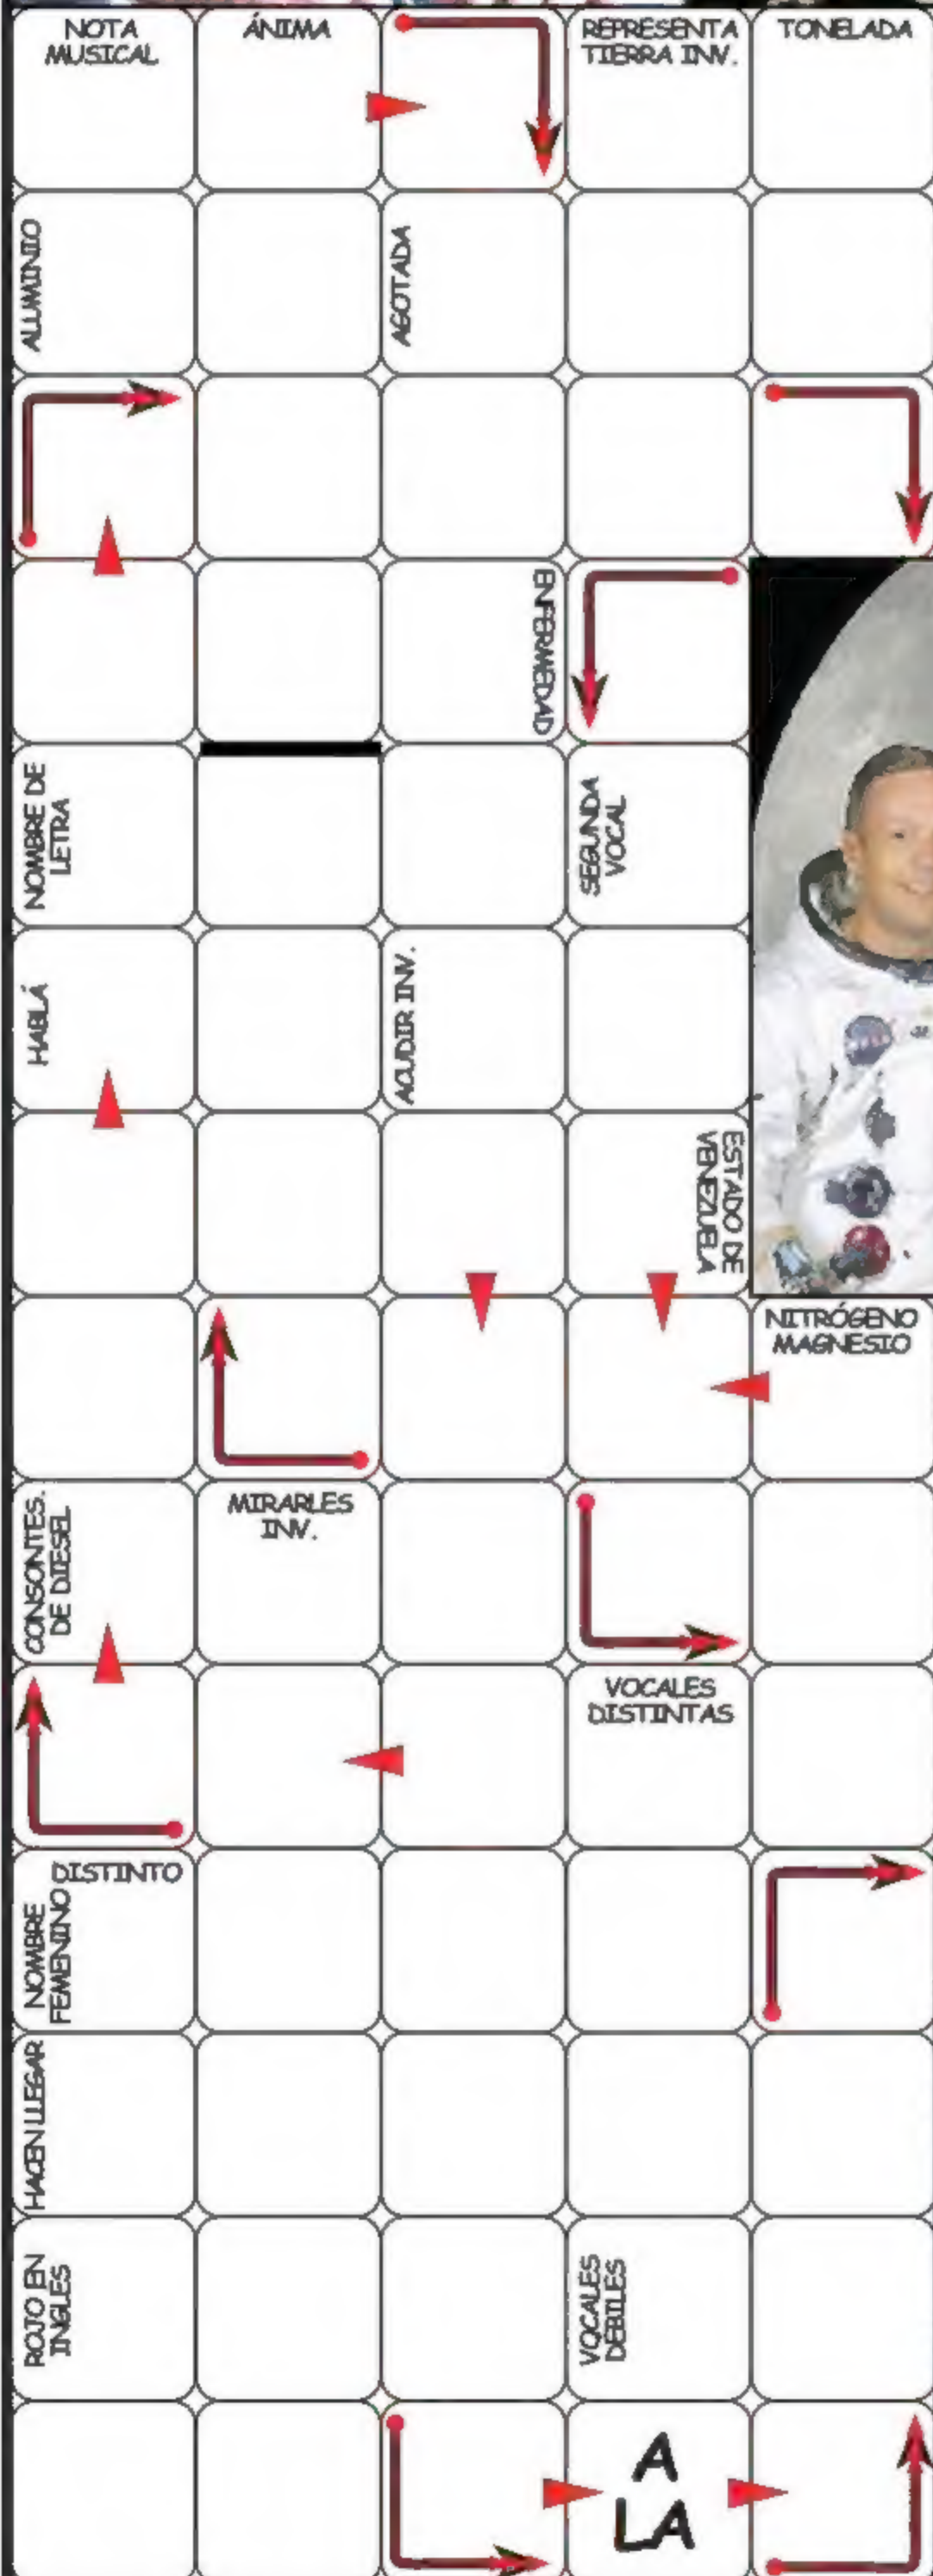 NOTA
MUSICAL
ÁNIMA
REPRESENTA
TIERRA INV.
TONELADA
ALUMINIO
AGOTADA
ENFERMEDAD
NOMBRE DE
LETRA
SEGUNDA
VOCAL
HABLÁ
ACUDIR INV.
ESTADO DE
VENEZUELA
NITRÓGENO
MAGNESIO
CONSONTES.
DE DIESEL
MIRARLES
INV.
VOCALES
DISTINTAS
DISTINTO
NOMBRE
FEMENINO
HACEN LLEGAR
ROJO EN
INGLES
VOCALES
DÉBILES
A
LA